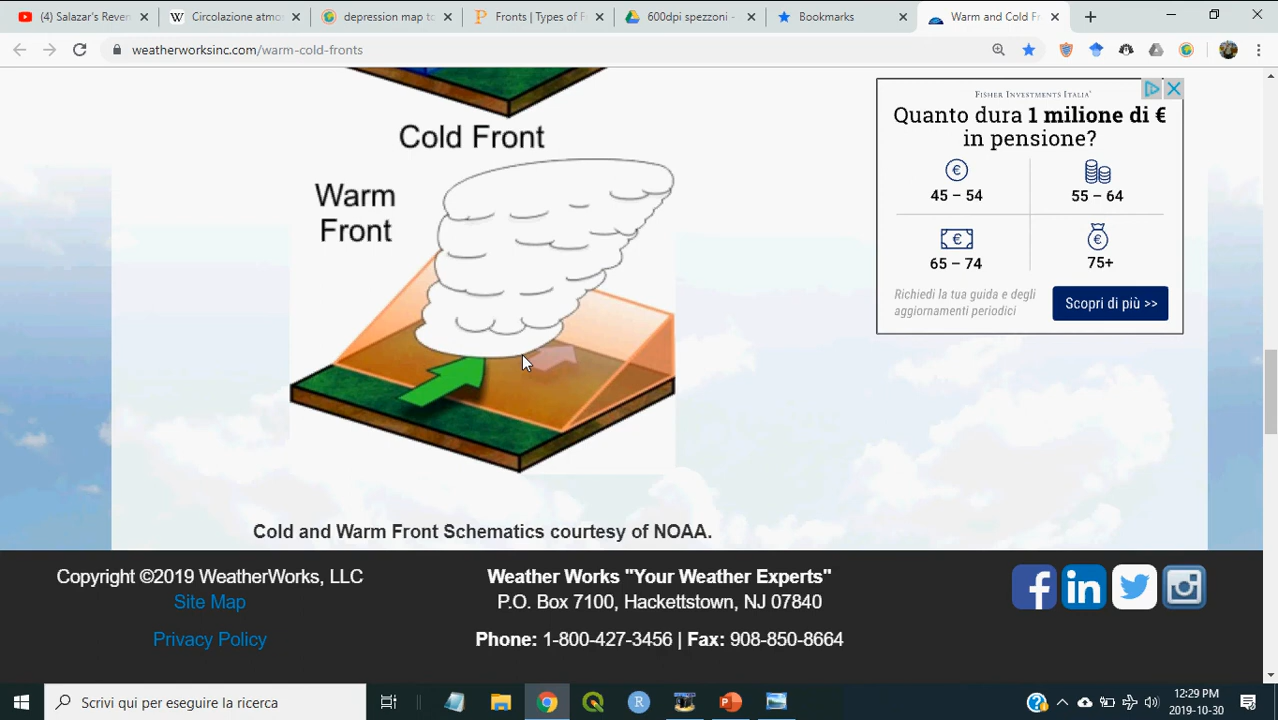 (4) Salazar's Reven
Circolazione atmo
depression map to
Fronts | Types of F
600dpi spezzoni -
Bookmarks
Warm and Cold Fr
weatherworksinc.com/warm-cold-fronts
Cold Front
Warm
Front
Cold and Warm Front Schematics courtesy of NOAA.
FISHER INVESTMENTS ITALIA
Quanto dura 1 milione di €
in pensione?
45 – 54
55 – 64
65 – 74
75+
Richiedi la tua guida e degli
aggiornamenti periodici
Scopri di più >>
Copyright ©2019 WeatherWorks, LLC
Site Map
Privacy Policy
Weather Works "Your Weather Experts"
P.O. Box 7100, Hackettstown, NJ 07840
Phone: 1-800-427-3456 | Fax: 908-850-8664
Scrivi qui per eseguire la ricerca
12:29 PM
2019-10-30